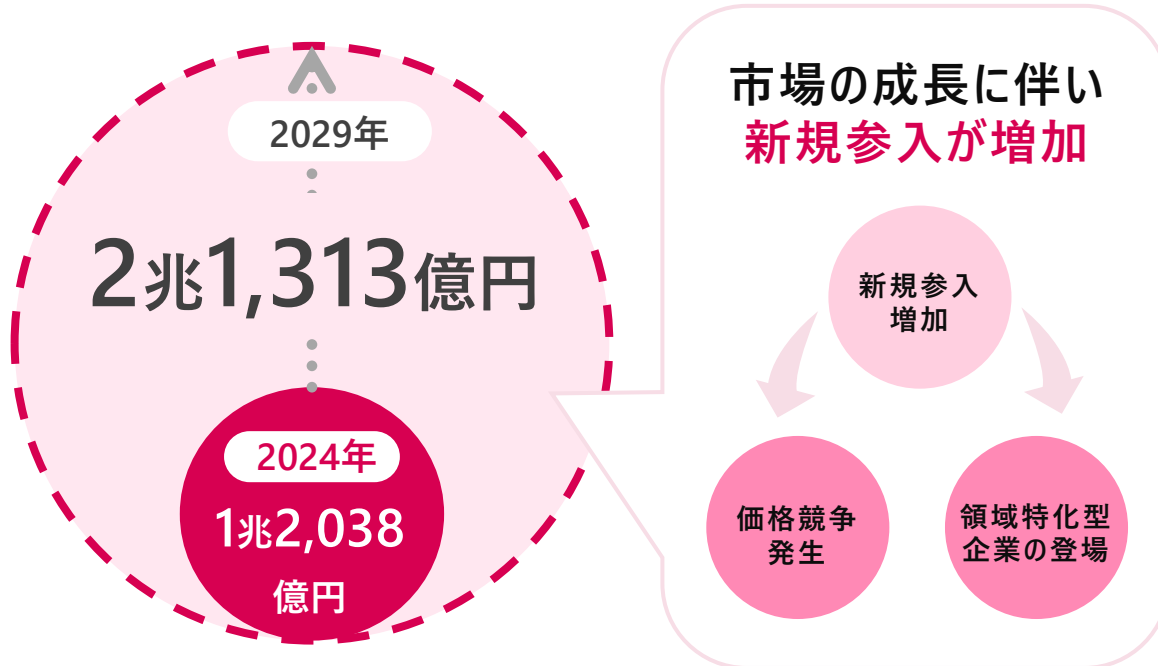 2029年
2兆1,313億円
2024年
1兆2,038
億円
市場の成長に伴い
新規参入が増加
新規参入
増加
価格競争
発生
領域特化型
企業の登場